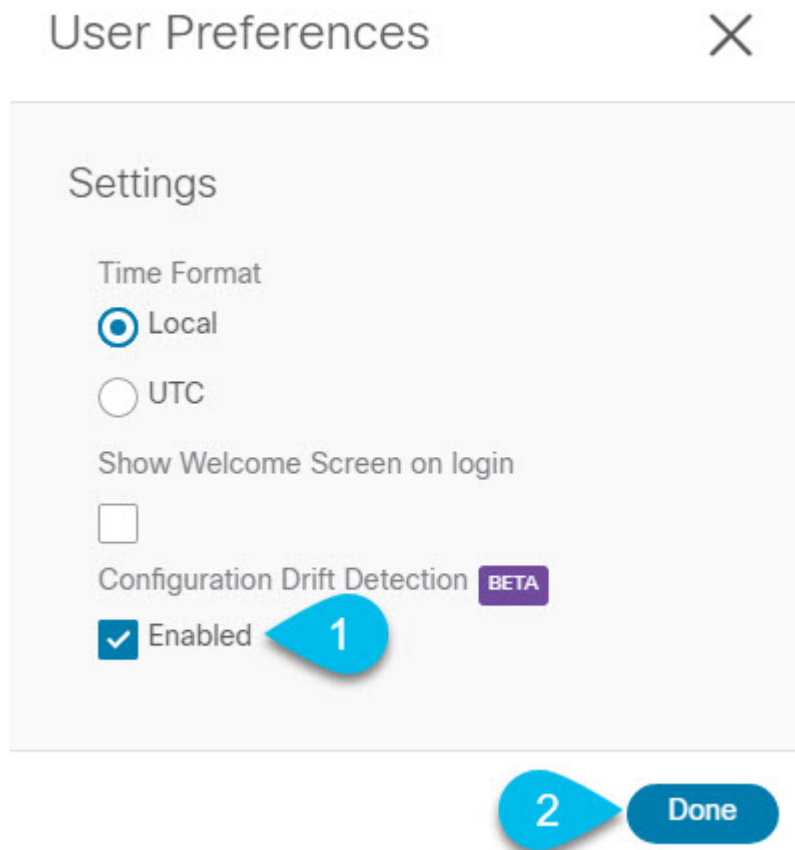 User Preferences
Settings
Time Format
Local
UTC
Show Welcome Screen on login
Configuration Drift Detection BETA
Enabled 1
2 Done